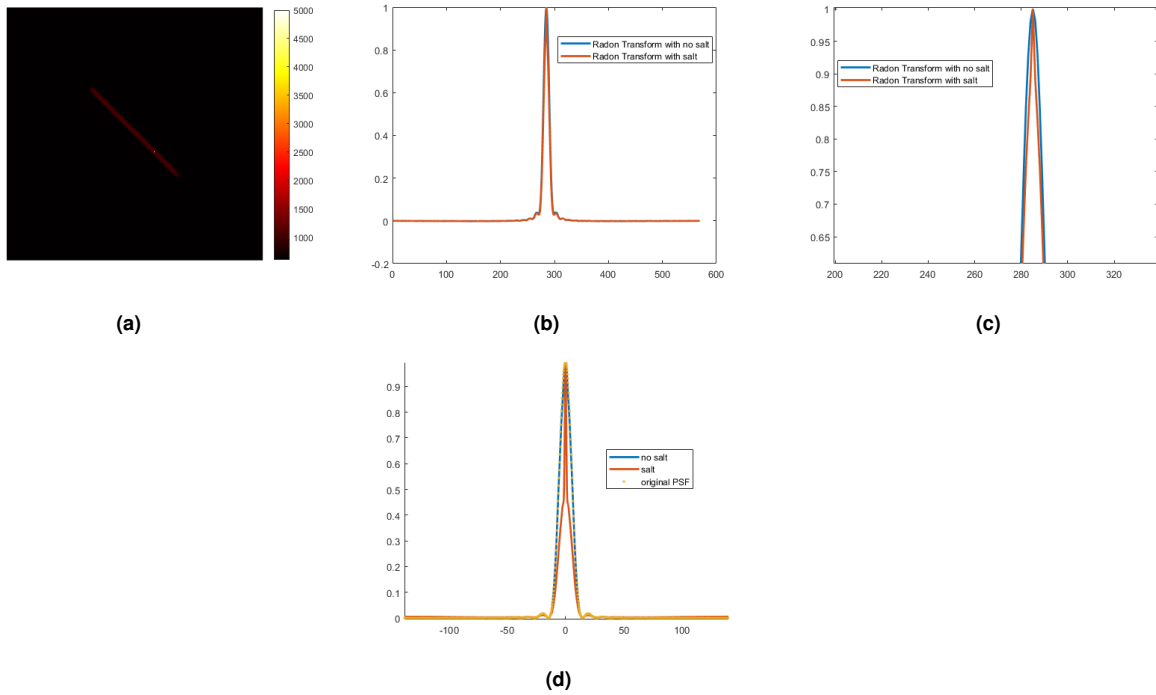 5000
4500
4000
3500
3000
2500
2000
1500
1000
(a)
1
0.8
0.6
0.4
0.2
0
-0.2
0 100 200 300 400 500 600
Radon Transform with no salt
Radon Transform with salt
(b)
1
0.95
0.9
0.85
0.8
0.75
0.7
0.65
200 220 240 260 280 300 320
Radon Transform with no salt
Radon Transform with salt
(c)
0.9
0.8
0.7
0.6
0.5
0.4
0.3
0.2
0.1
0
-100 -50 0 50 100
no salt
salt
original PSF
(d)